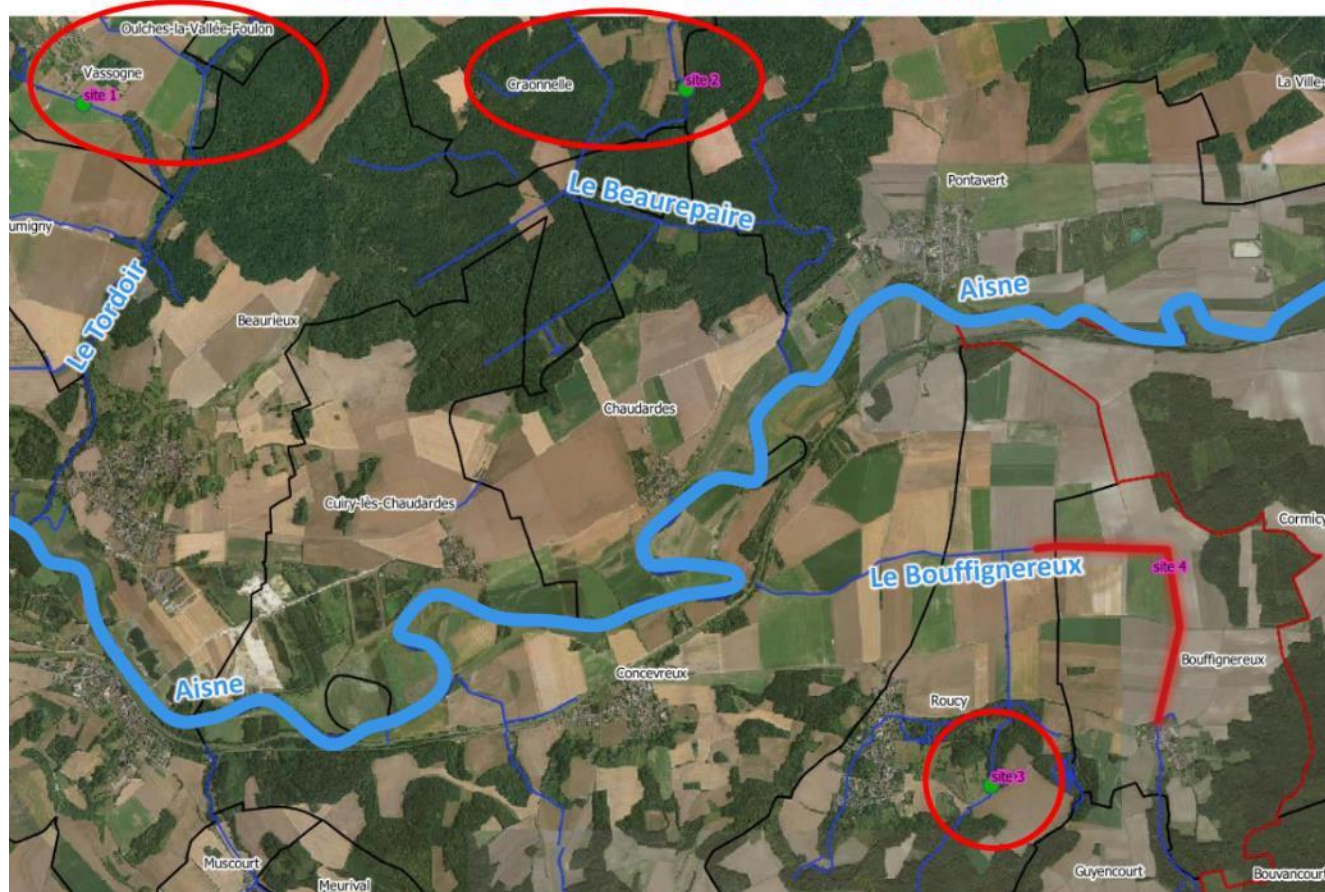 Oulches-la-Vallée-Foulon
Vassogne
site 1
Craonnelle
site 2
La Ville-
Le Beaurepaire
Pontavert
umigny
Le Tordoir
Aisne
Beaurieux
Chaudardes
Cuiry-lès-Chaudardes
Cormicy
Le Bouffignereux
site 4
Bouffignereux
Aisne
Concevreux
Roucy
site 3
Muscourt
Meurival
Guyencourt
Bouvancourt